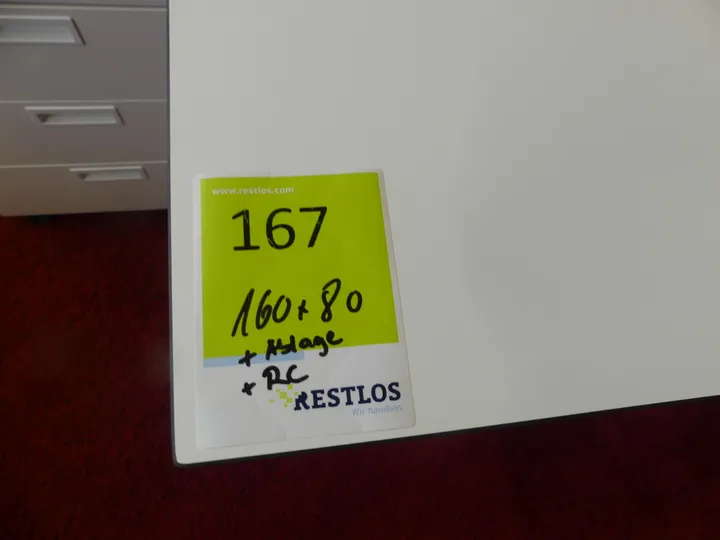 www.restlos.com
167
160x80
+ Ablage
+ RC
RESTLOS
Wir handeln